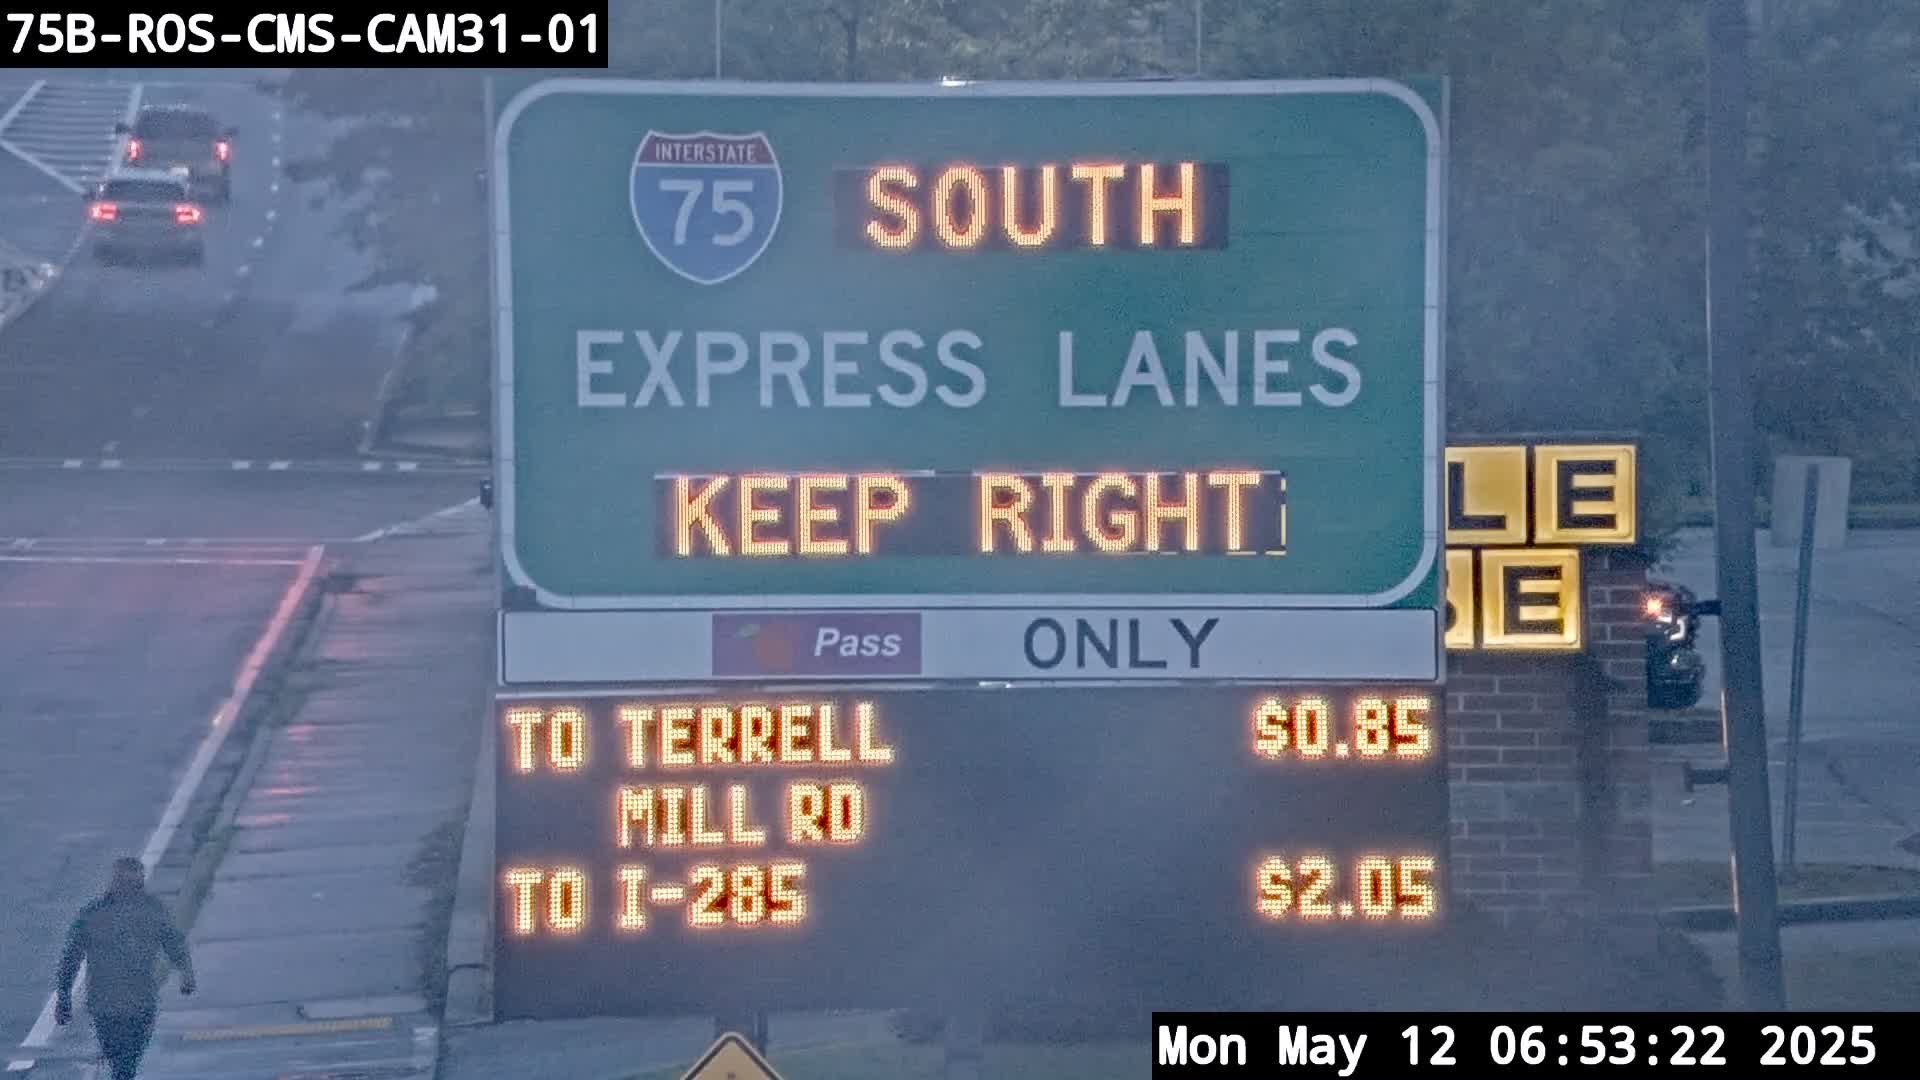 75B-ROS-CMS-CAM31-01
INTERSTATE
75
SOUTH
EXPRESS LANES
KEEP RIGHT
LE
SE
Pass ONLY
TO TERRELL $0.85
MILL RD
TO I-285 $2.05
Mon May 12 06:53:22 2025